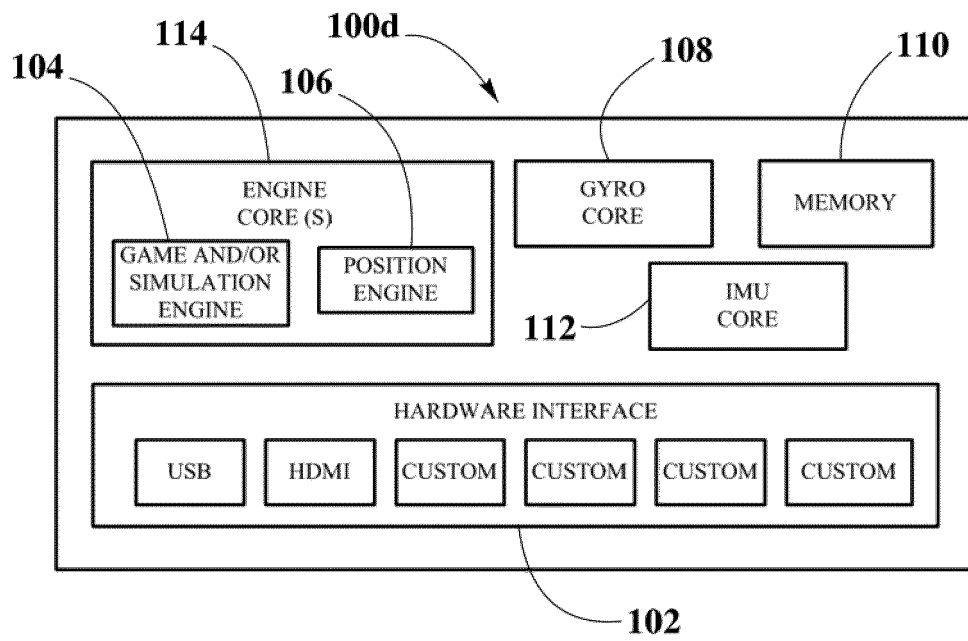 114
100d
108
110
104
106
ENGINE
CORE (S)
GAME AND/OR
SIMULATION
ENGINE
POSITION
ENGINE
GYRO
CORE
MEMORY
IMU
CORE
112
HARDWARE INTERFACE
USB
HDMI
CUSTOM
CUSTOM
CUSTOM
CUSTOM
102